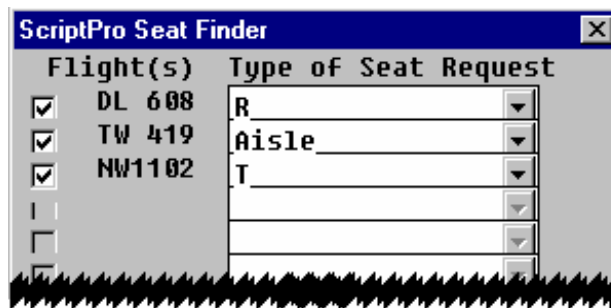 ScriptPro Seat Finder
Flight(s) Type of Seat Request
DL 608 R
TW 419 Aisle
NW1102 T